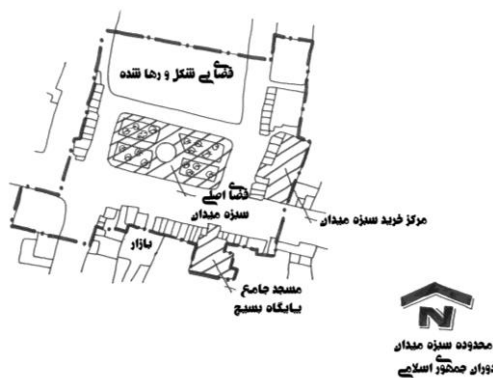 فضای بی شکل و رها شده
فضای اصلی
سبزه میدان
مرکز خرید سبزه میدان
بازار
مسجد جامع
پایگاه بسیج
N
محدوده سبزه میدان
دوران جمهوری اسلامی